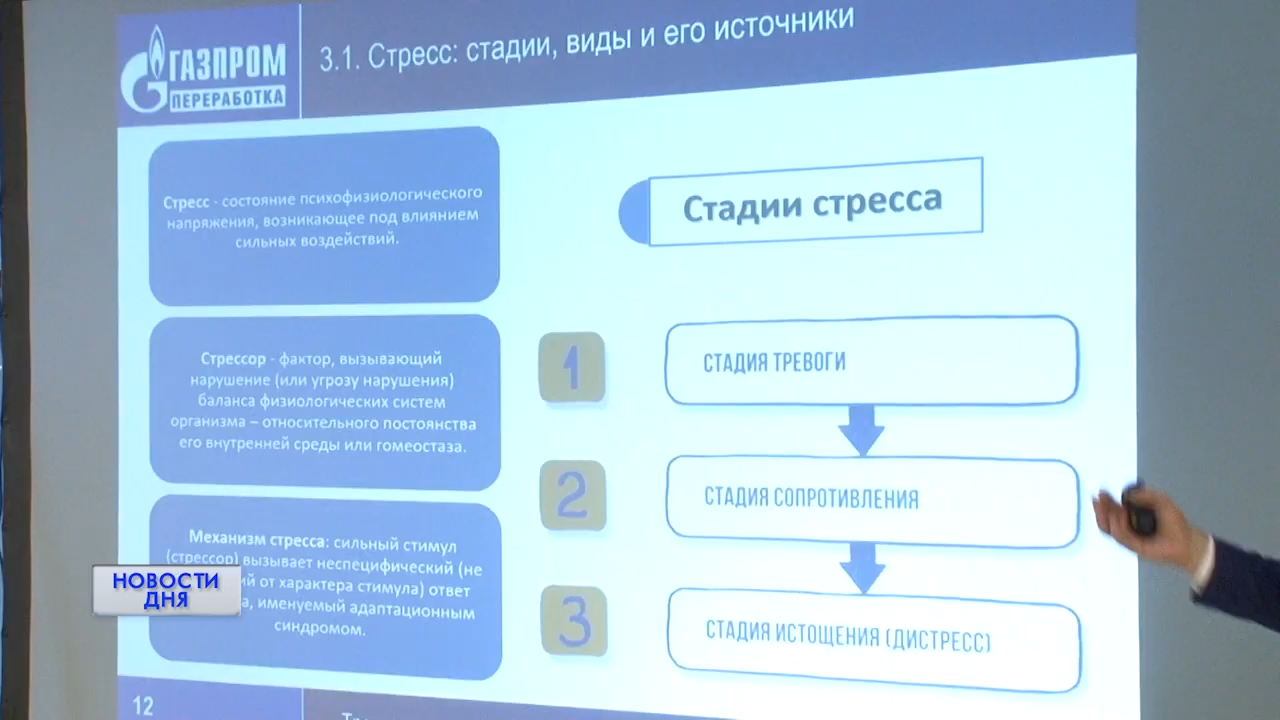 ГАЗПРОМ
ПЕРЕРАБОТКА
3.1. Стресс: стадии, виды и его источники
Стресс - состояние психофизиологического
напряжения, возникающее под влиянием
сильных воздействий.
Стрессор - фактор, вызывающий
нарушение (или угрозу нарушения)
баланса физиологических систем
организма – относительного постоянства
его внутренней среды или гомеостаза.
Механизм стресса: сильный стимул
(стрессор) вызывает неспецифический (не
от характера стимула) ответ
именуемый адаптационным
синдромом.
Стадии стресса
1
СТАДИЯ ТРЕВОГИ
2
СТАДИЯ СОПРОТИВЛЕНИЯ
3
СТАДИЯ ИСТОЩЕНИЯ (ДИСТРЕСС)
НОВОСТИ
ДНЯ
12